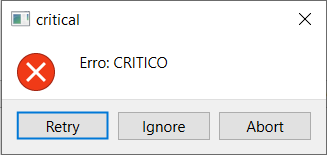 critical
Erro: CRITICO
Retry
Ignore
Abort